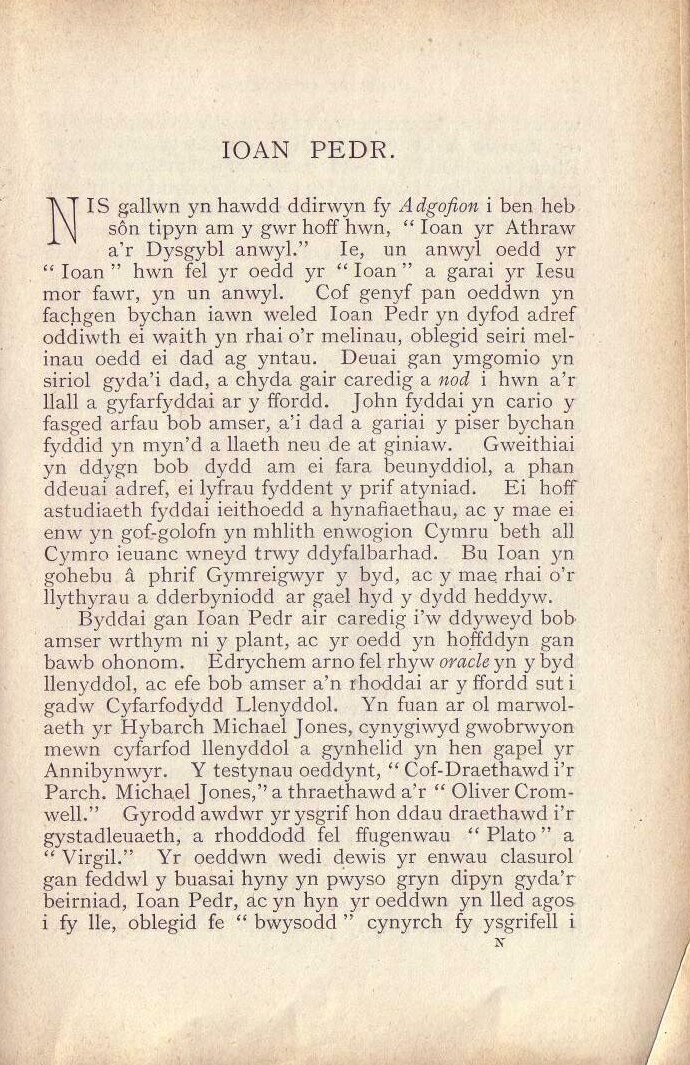 IOAN PEDR.
NIS gallwn yn hawdd ddirwyn fy Adgofion i ben heb
sôn tipyn am y gwr hoff hwn, “ Ioan yr Athraw
a'r Dysgybl anwyl.” Ie, un anwyl oedd yr
“ Ioan ” hwn fel yr oedd yr “ Ioan ” a garai yr Iesu
mor fawr, yn un anwyl. Cof genyf pan oeddwn yn
fachgen bychan iawn weled Ioan Pedr yn dyfod adref
oddiwth ei waith yn rhai o'r melinau, oblegid seiri mel-
inau oedd ei dad ag yntau. Deuai gan ymgomio yn
siriol gyda'i dad, a chyda gair caredig a nod i hwn a'r
llall a gyfarfyddai ar y ffordd. John fyddai yn cario y
fasged arfau bob amser, a'i dad a gariai y piser bychan
fyddid yn myn'd a llaeth neu de at giniaw. Gweithiai
yn ddygn bob dydd am ei fara beunyddiol, a phan
ddeuai adref, ei lyfrau fyddent y prif atyniad. Ei hoff
astudiaeth fyddai ieithoedd a hynafiaethau, ac y mae ei
enw yn gof-golofn yn mhlith enwogion Cymru beth all
Cymro ieuanc wneyd trwy ddyfalbarhad. Bu Ioan yn
gohebu â phrif Gymreigwyr y byd, ac y mae rhai o'r
llythyrau a dderbyniodd ar gael hyd y dydd heddyw.
Byddai gan Ioan Pedr air caredig i'w ddyweyd bob
amser wrthym ni y plant, ac yr oedd yn hoffddyn gan
bawb ohonom. Edrychem arno fel rhyw oracle yn y byd
llenyddol, ac efe bob amser a'n rhoddai ar y ffordd sut i
gadw Cyfarfodydd Llenyddol. Yn fuan ar ol marwol-
aeth yr Hybarch Michael Jones, cynygiwyd gwobrwyon
mewn cyfarfod llenyddol a gynhelid yn hen gapel yr
Annibynwyr. Y testynau oeddynt, “ Cof-Draethawd i'r
Parch. Michael Jones,” a thraethawd a'r “ Oliver Crom-
well.” Gyrodd awdwr yr ysgrif hon ddau draethawd i'r
gystadleuaeth, a rhoddodd fel ffugenwau “ Plato ” a
“ Virgil.” Yr oeddwn wedi dewis yr enwau clasurol
gan feddwl y buasai hyny yn pwyso gryn dipyn gyda'r
beirniad, Ioan Pedr, ac yn hyn yr oeddwn yn lled agos
i fy lle, oblegid fe “ bwysodd ” cynyrch fy ysgrifell i
N